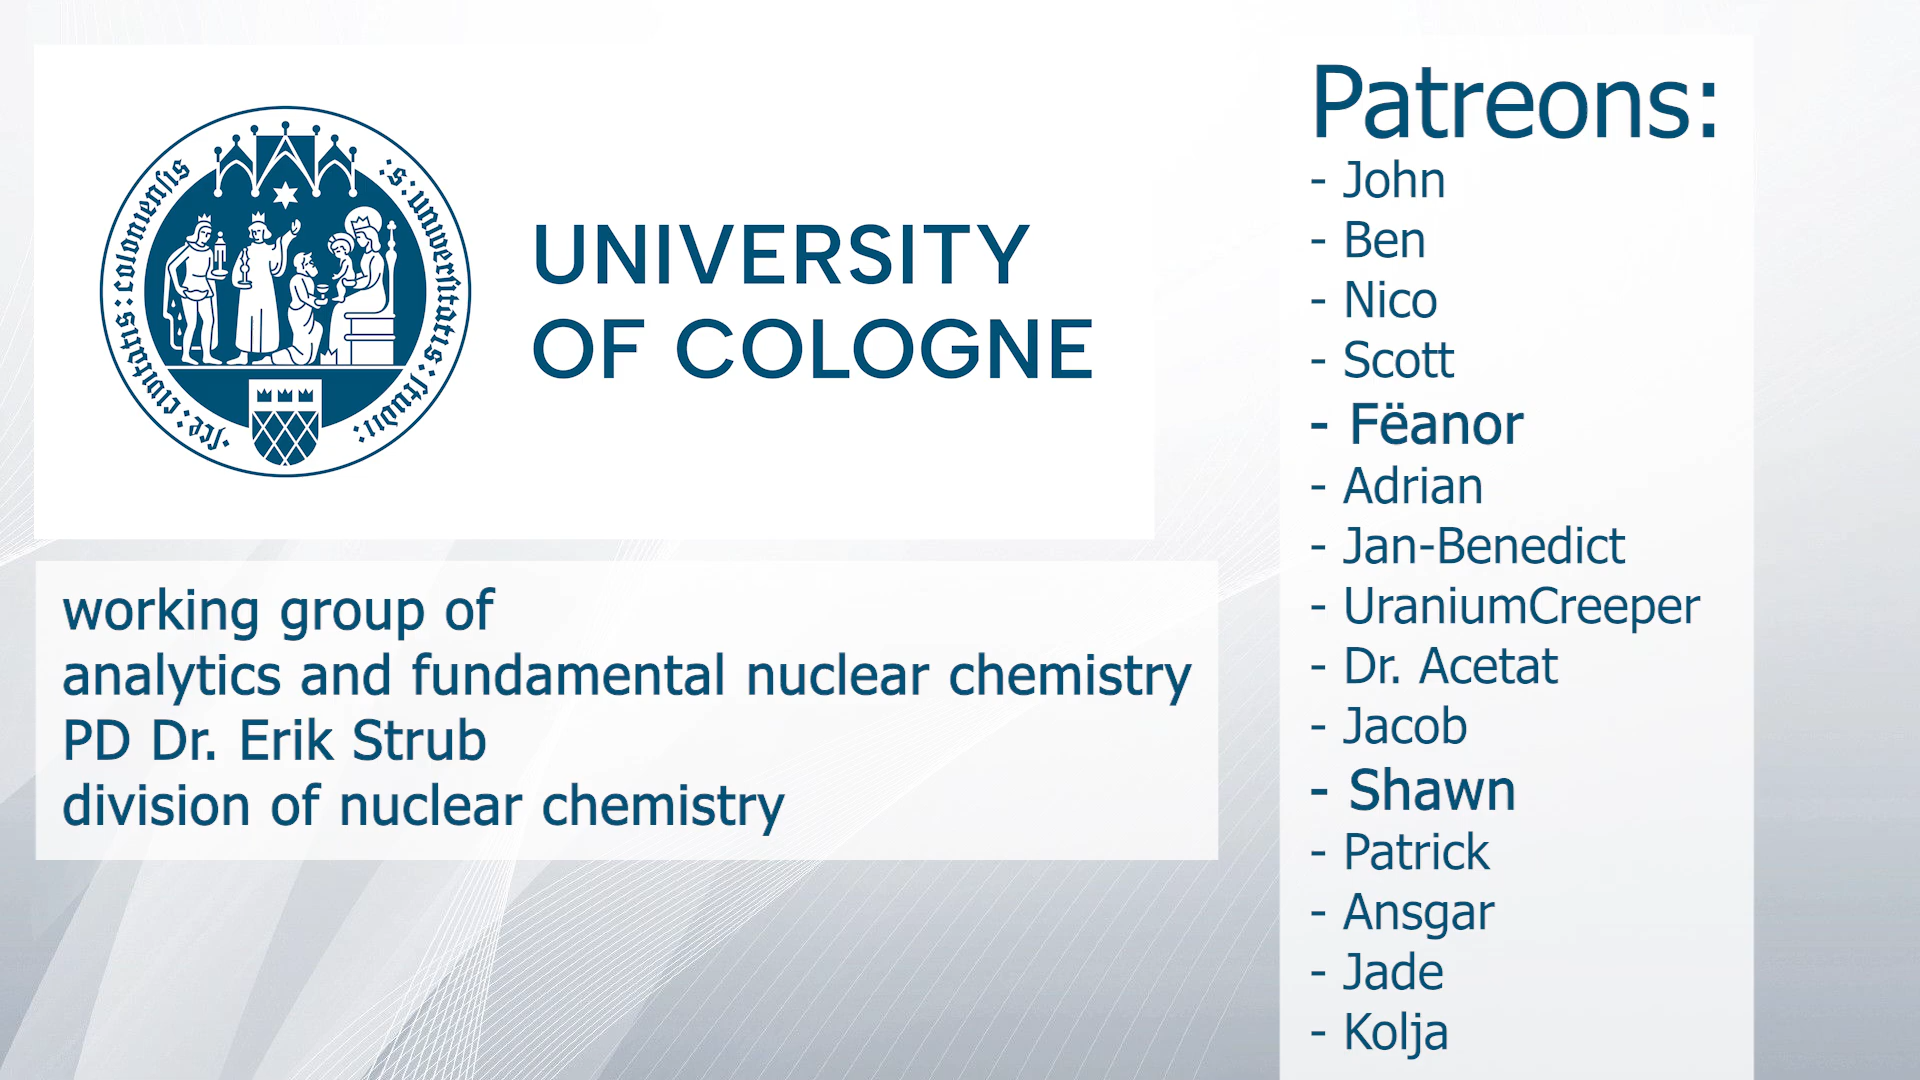 UNIVERSITY
OF COLOGNE
working group of
analytics and fundamental nuclear chemistry
PD Dr. Erik Strub
division of nuclear chemistry
Patreons:
- John
- Ben
- Nico
- Scott
- Fëanor
- Adrian
- Jan-Benedict
- UraniumCreeper
- Dr. Acetat
- Jacob
- Shawn
- Patrick
- Ansgar
- Jade
- Kolja